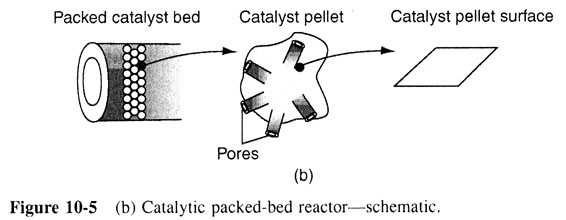 Packed catalyst bed Catalyst pellet Catalyst pellet surface
Pores
(b)
Figure 10-5 (b) Catalytic packed-bed reactor—schematic.